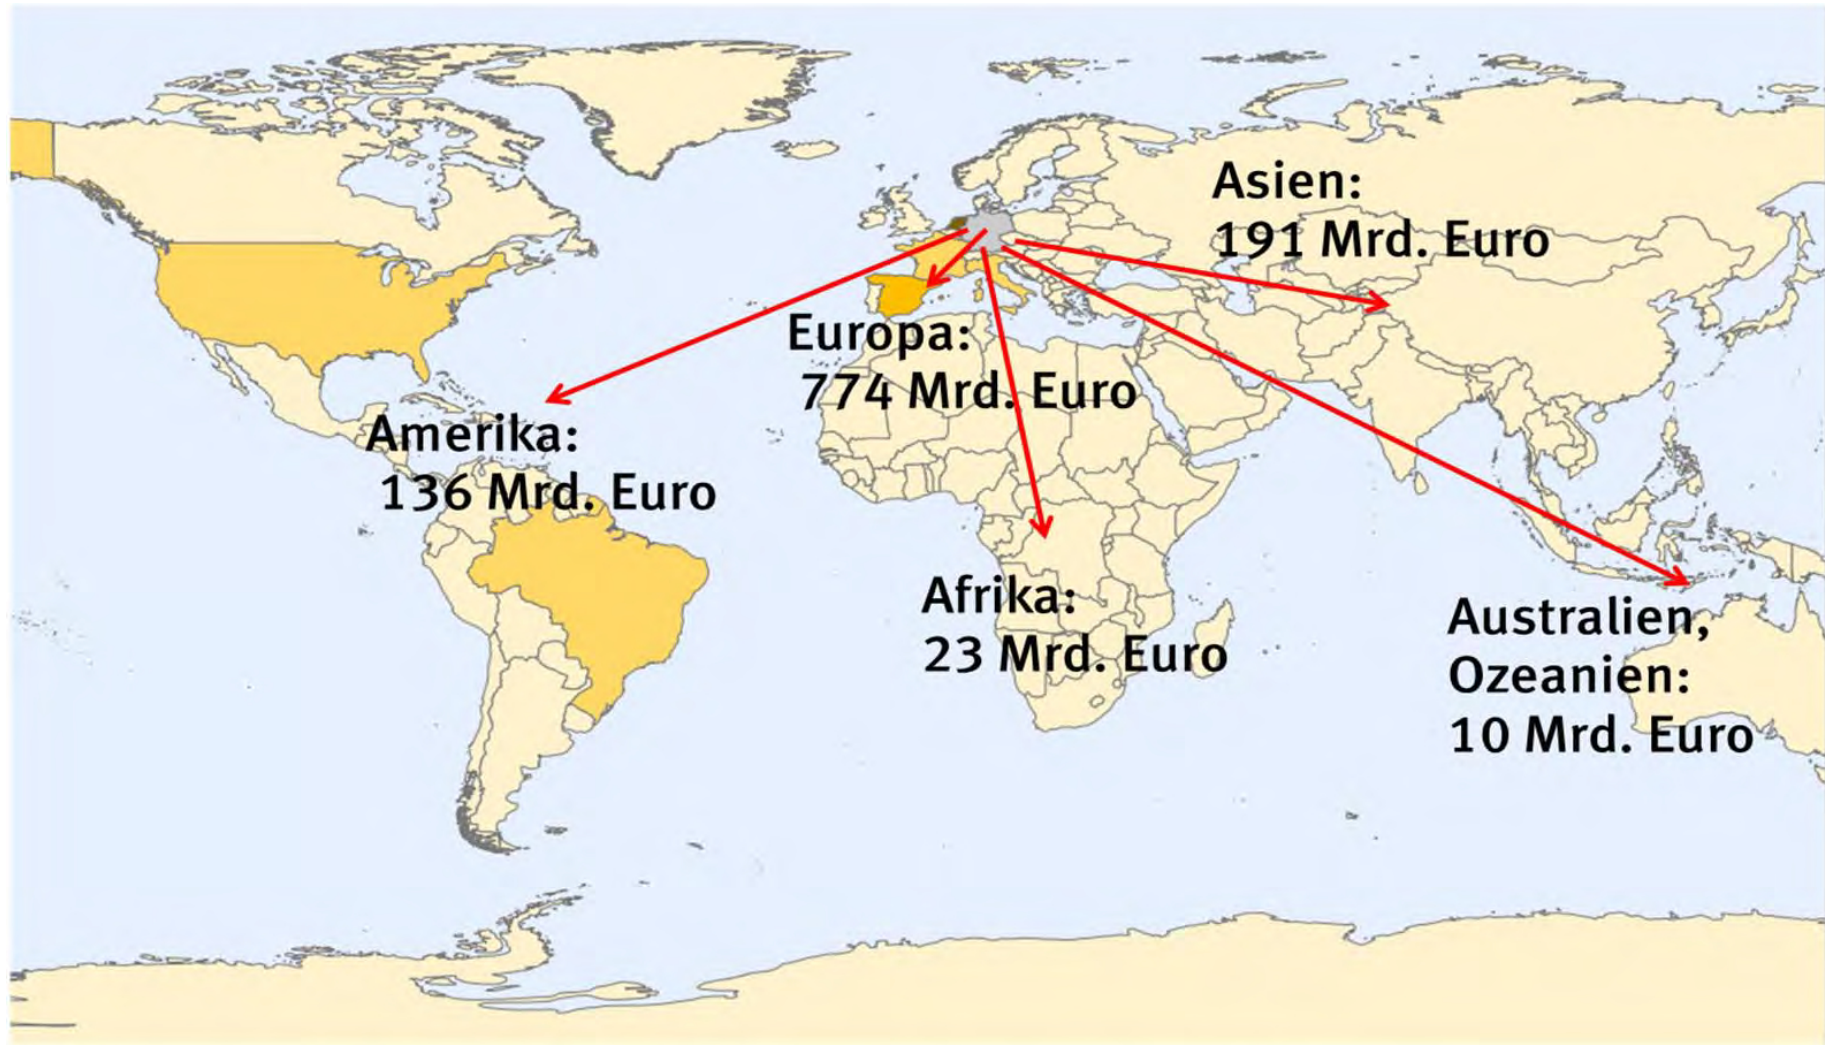 Asien:
191 Mrd. Euro
Europa:
774 Mrd. Euro
Amerika:
136 Mrd. Euro
Afrika:
23 Mrd. Euro
Australien,
Ozeanien:
10 Mrd. Euro